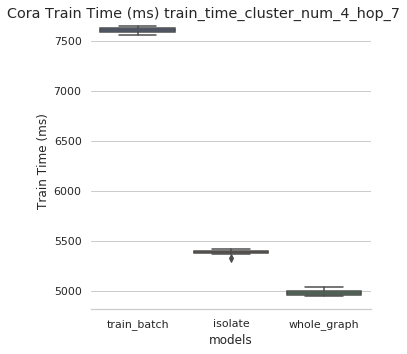 Cora Train Time (ms) train_time_cluster_num_4_hop_7
7500
7000
6500
6000
5500
5000
Train Time (ms)
train_batch isolate whole_graph
models